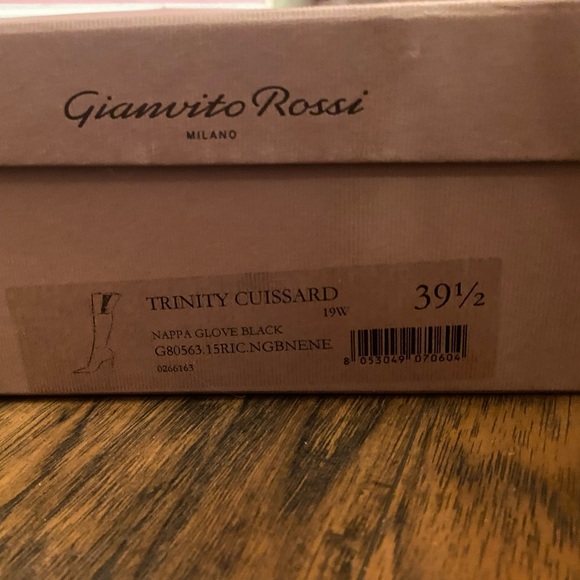 Gianvito Rossi
MILANO
TRINITY CUISSARD
19W
39½
NAPPA GLOVE BLACK
G80563.15RIC.NGBNENE
0266163
8 053049 070604